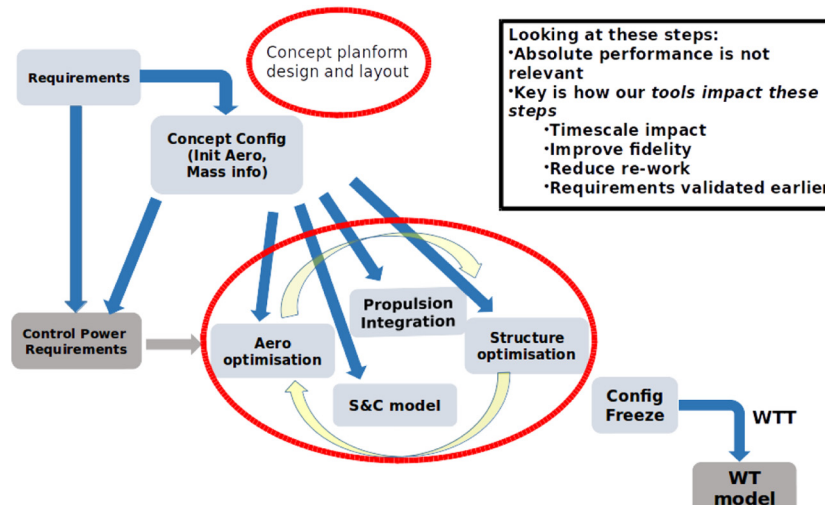 Requirements
Concept planform
design and layout
Looking at these steps:
•Absolute performance is not
relevant
•Key is how our tools impact these
steps
•Timescale impact
•Improve fidelity
•Reduce re-work
•Requirements validated earlier
Concept Config
(Init Aero,
Mass info)
Control Power
Requirements
Propulsion
Integration
Aero
optimisation
Structure
optimisation
S&C model
Config
Freeze
WTT
WT
model